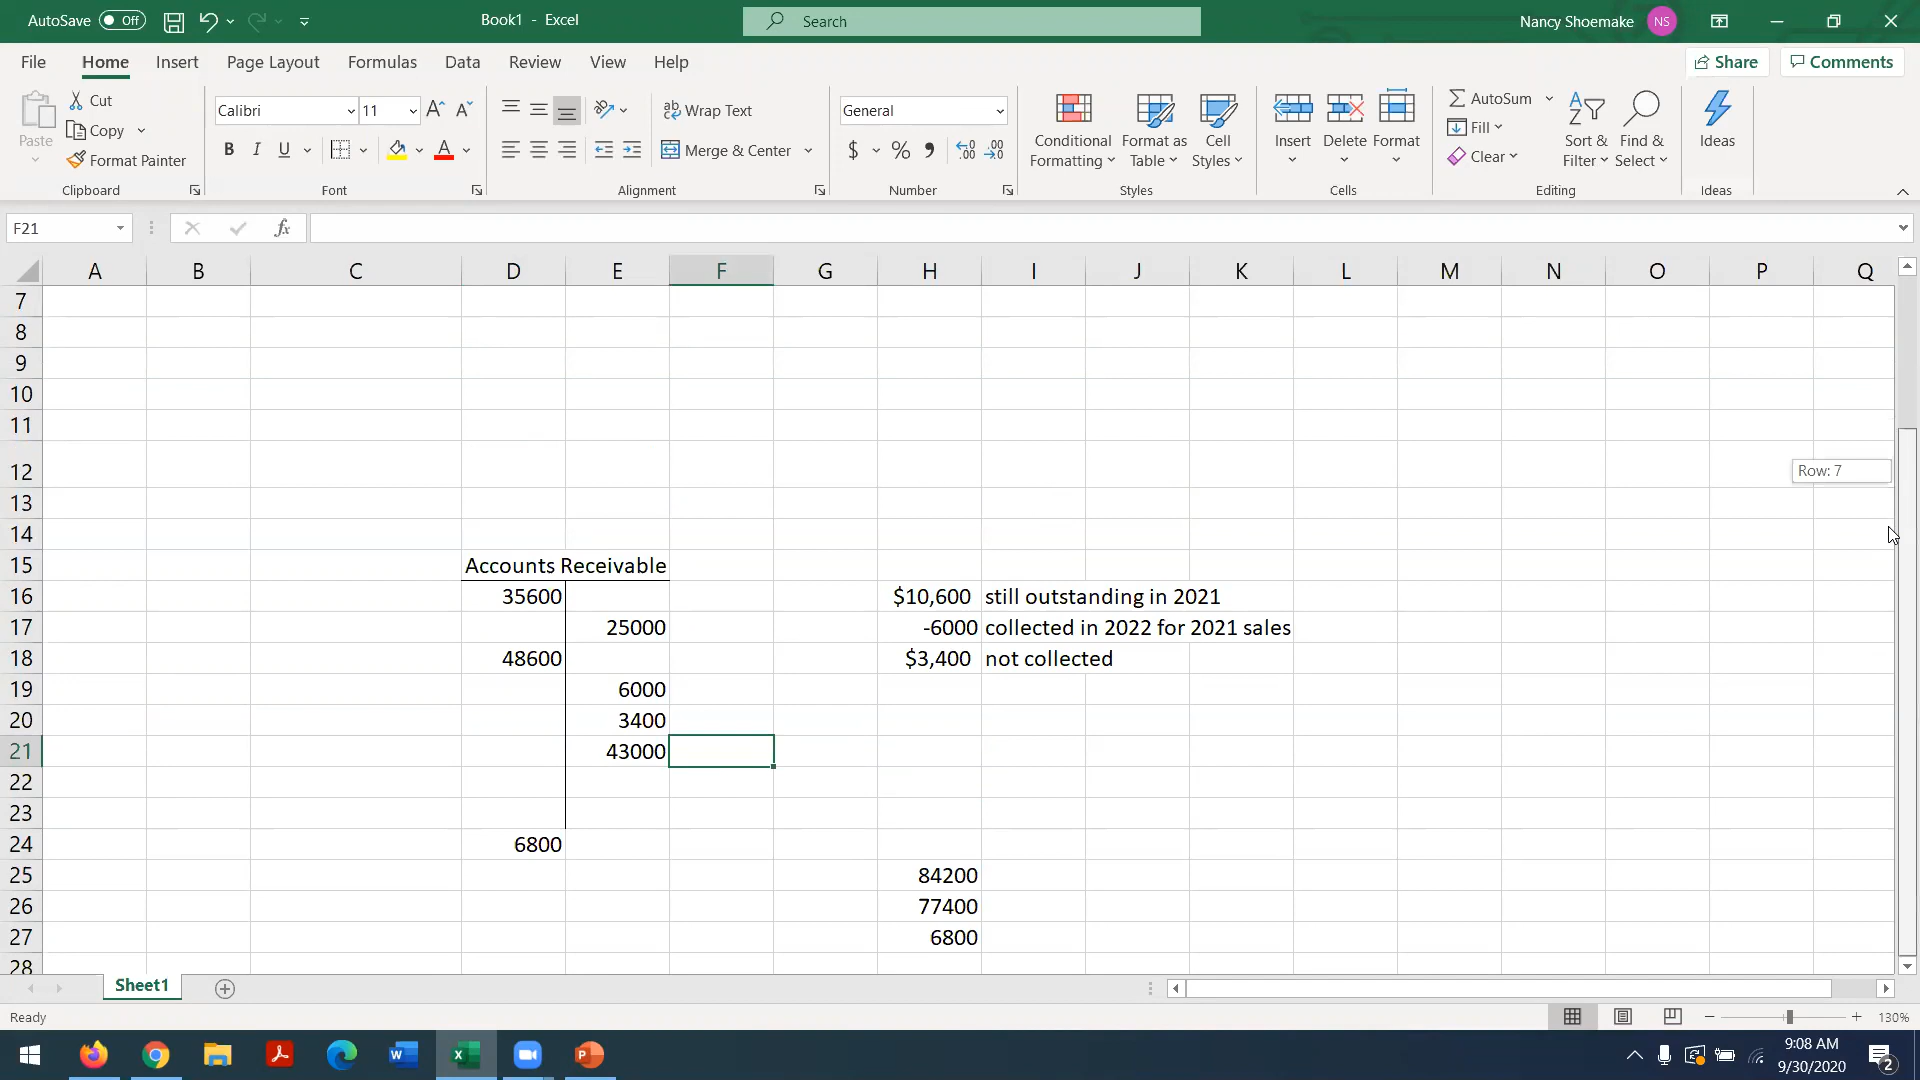 AutoSave Off Book1 - Excel Search Nancy Shoemake NS
File Home Insert Page Layout Formulas Data Review View Help Share Comments
Paste Cut Copy Format Painter Clipboard
Calibri 11 B I U A Font
Wrap Text Merge & Center Alignment
General $ % Number
Conditional Formatting Format as Table Cell Styles Styles
Insert Delete Format Cells
AutoSum Fill Clear Sort & Filter Find & Select Editing
Ideas Ideas
F21 fx
A B C D E F G H I J K L M N O P Q
7
8
9
10
11
12 Row: 7
13
14
15 Accounts Receivable
16 35600 $10,600 still outstanding in 2021
17 25000 -6000 collected in 2022 for 2021 sales
18 48600 $3,400 not collected
19 6000
20 3400
21 43000
22
23
24 6800
25 84200
26 77400
27 6800
28
Sheet1
Ready 130%
9:08 AM
9/30/2020 2